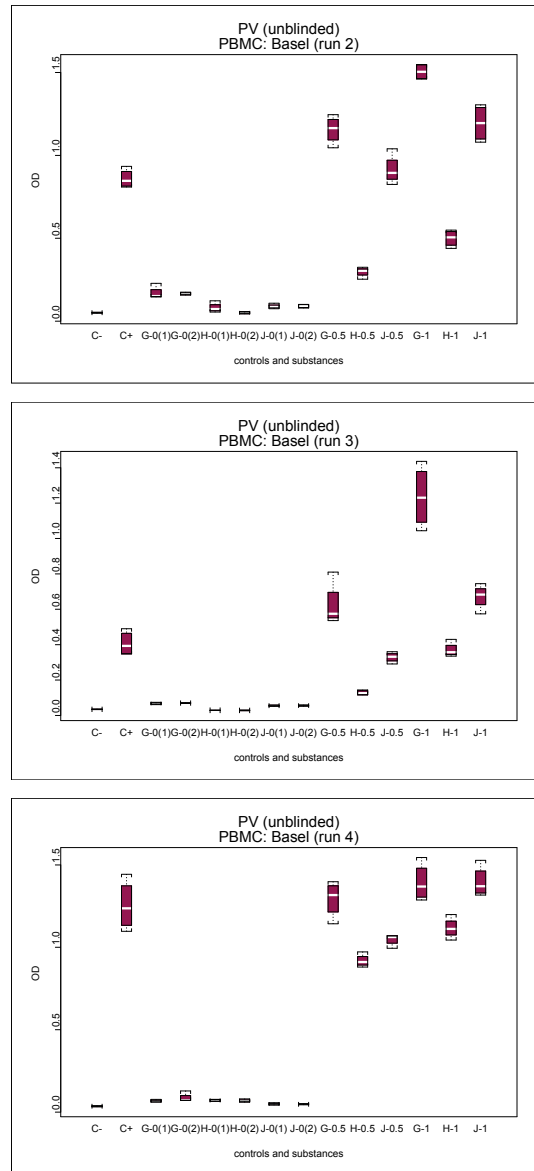 PV (unblinded)
PBMC: Basel (run 2)
1.5
1.0
0.5
0.0
OD
C- C+ G-0(1) G-0(2) H-0(1) H-0(2) J-0(1) J-0(2) G-0.5 H-0.5 J-0.5 G-1 H-1 J-1
controls and substances
PV (unblinded)
PBMC: Basel (run 3)
1.4
1.2
1.0
0.8
0.6
0.4
0.2
0.0
OD
C- C+ G-0(1) G-0(2) H-0(1) H-0(2) J-0(1) J-0(2) G-0.5 H-0.5 J-0.5 G-1 H-1 J-1
controls and substances
PV (unblinded)
PBMC: Basel (run 4)
1.5
1.0
0.5
0.0
OD
C- C+ G-0(1) G-0(2) H-0(1) H-0(2) J-0(1) J-0(2) G-0.5 H-0.5 J-0.5 G-1 H-1 J-1
controls and substances